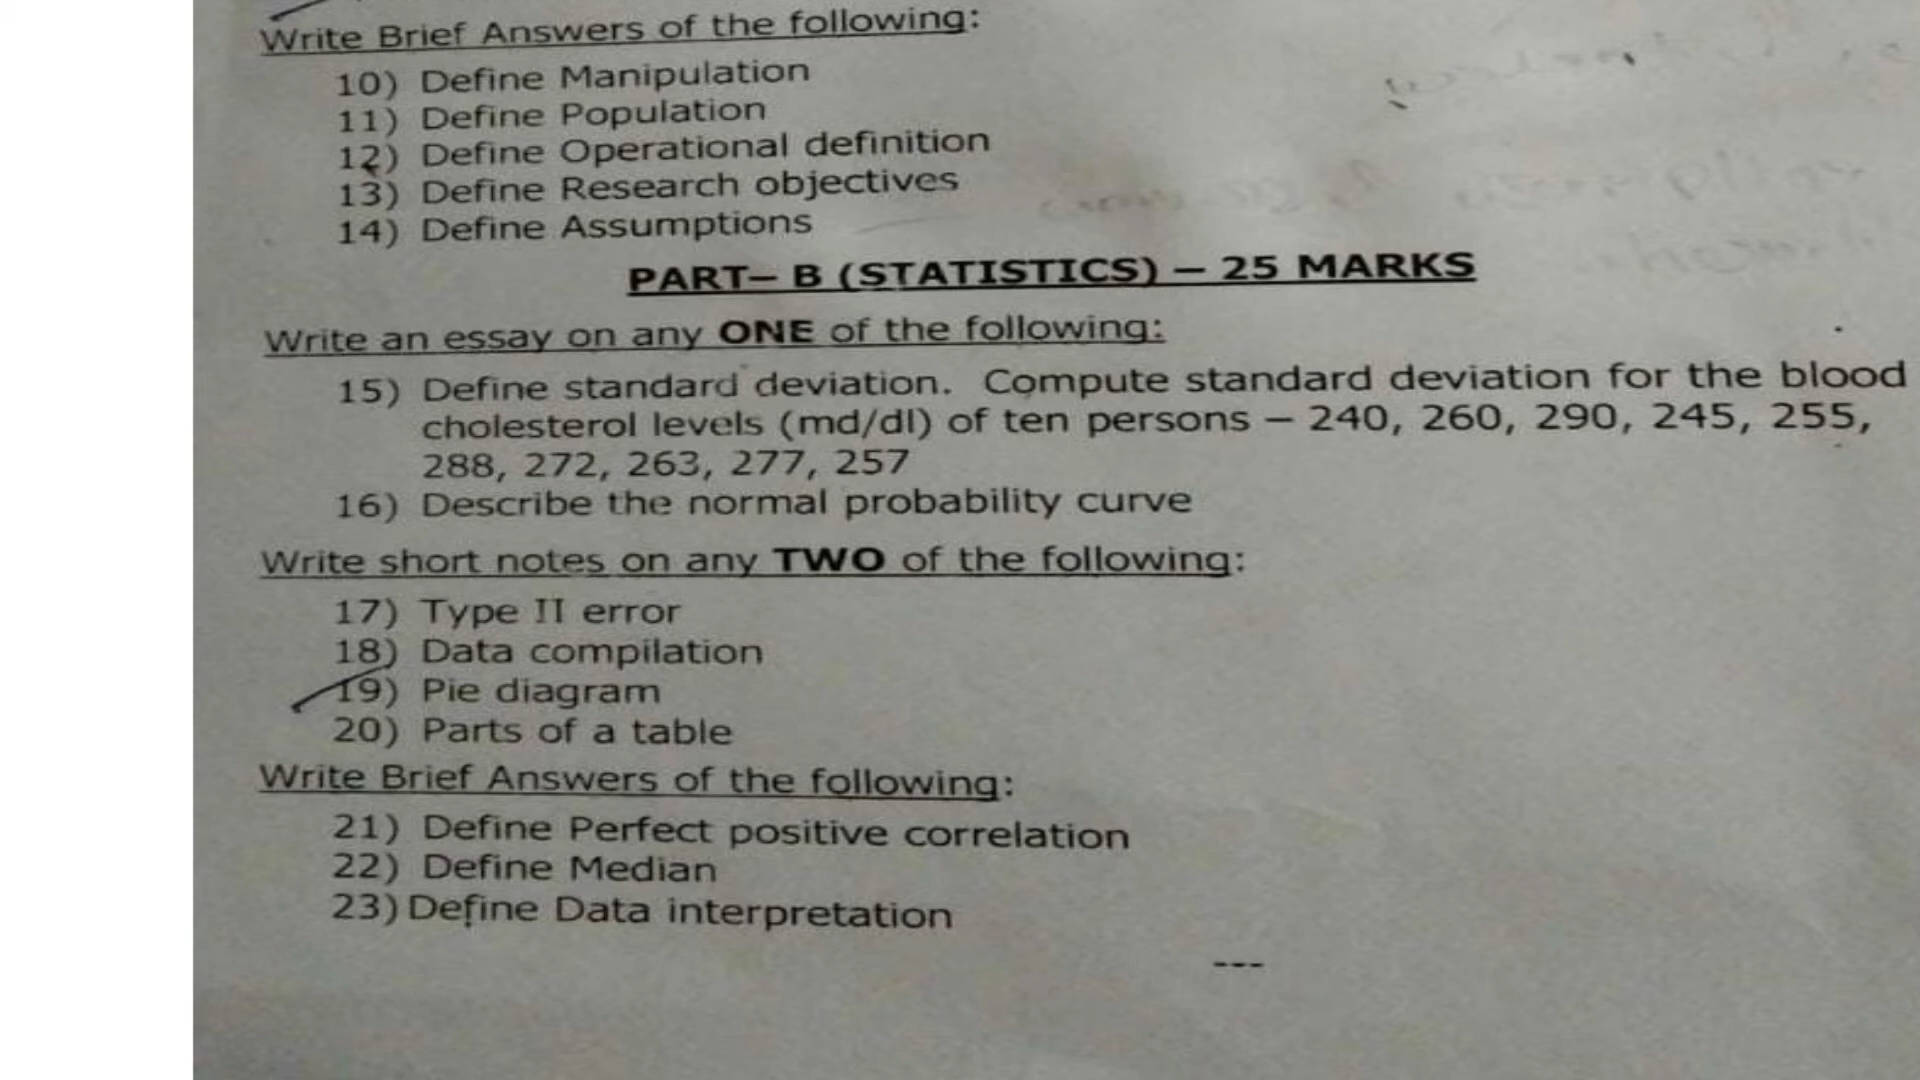 Write Brief Answers of the following:
10) Define Manipulation
11) Define Population
12) Define Operational definition
13) Define Research objectives
14) Define Assumptions
PART– B (STATISTICS) – 25 MARKS
Write an essay on any ONE of the following:
15) Define standard deviation. Compute standard deviation for the blood
cholesterol levels (md/dl) of ten persons – 240, 260, 290, 245, 255,
288, 272, 263, 277, 257
16) Describe the normal probability curve
Write short notes on any TWO of the following:
17) Type II error
18) Data compilation
19) Pie diagram
20) Parts of a table
Write Brief Answers of the following:
21) Define Perfect positive correlation
22) Define Median
23) Define Data interpretation
---